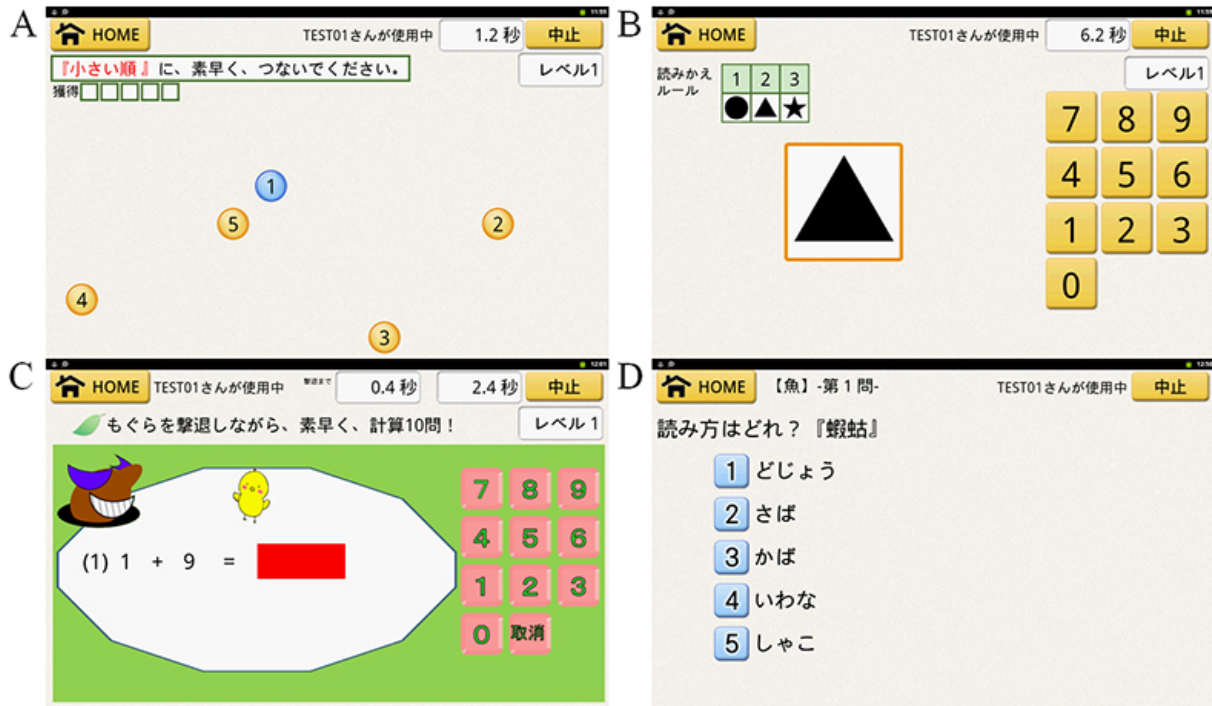 A
11:55
HOME
TEST01さんが使用中
1.2 秒
中止
『小さい順 』に、素早く、つないでください。
レベル1
獲得
1
5
2
4
3
B
11:51
HOME
TEST01さんが使用中
6.2 秒
中止
読みかえ
ルール
1 2 3
レベル1
7 8 9
4 5 6
1 2 3
0
C
12:01
HOME
TEST01さんが使用中
撃退まで
0.4 秒
2.4 秒
中止
もぐらを撃退しながら、素早く、計算10問！
レベル 1
(1) 1 + 9 =
7 8 9
4 5 6
1 2 3
0 取消
D
HOME
【魚】-第 1 問-
TEST01さんが使用中
中止
読み方はどれ？『蝦蛄』
1 どじょう
2 さば
3 かば
4 いわな
5 しゃこ